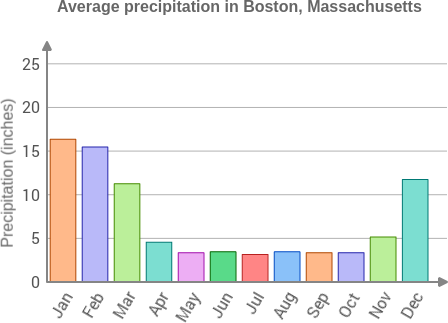 Average precipitation in Boston, Massachusetts
Precipitation (inches)
25
20
15
10
5
0
Jan Feb Mar Apr May Jun Jul Aug Sep Oct Nov Dec